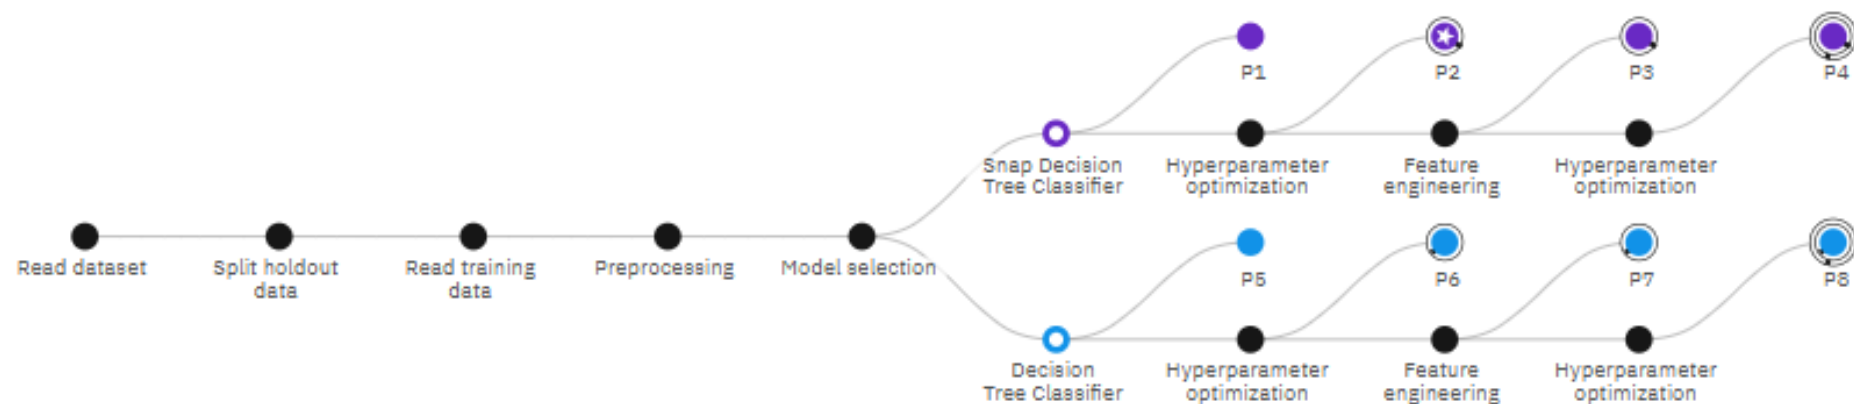 P1
P2
P3
P4
Snap Decision
Tree Classifier
Hyperparameter
optimization
Feature
engineering
Hyperparameter
optimization
Read dataset
Split holdout
data
Read training
data
Preprocessing
Model selection
P5
P6
P7
P8
Decision
Tree Classifier
Hyperparameter
optimization
Feature
engineering
Hyperparameter
optimization